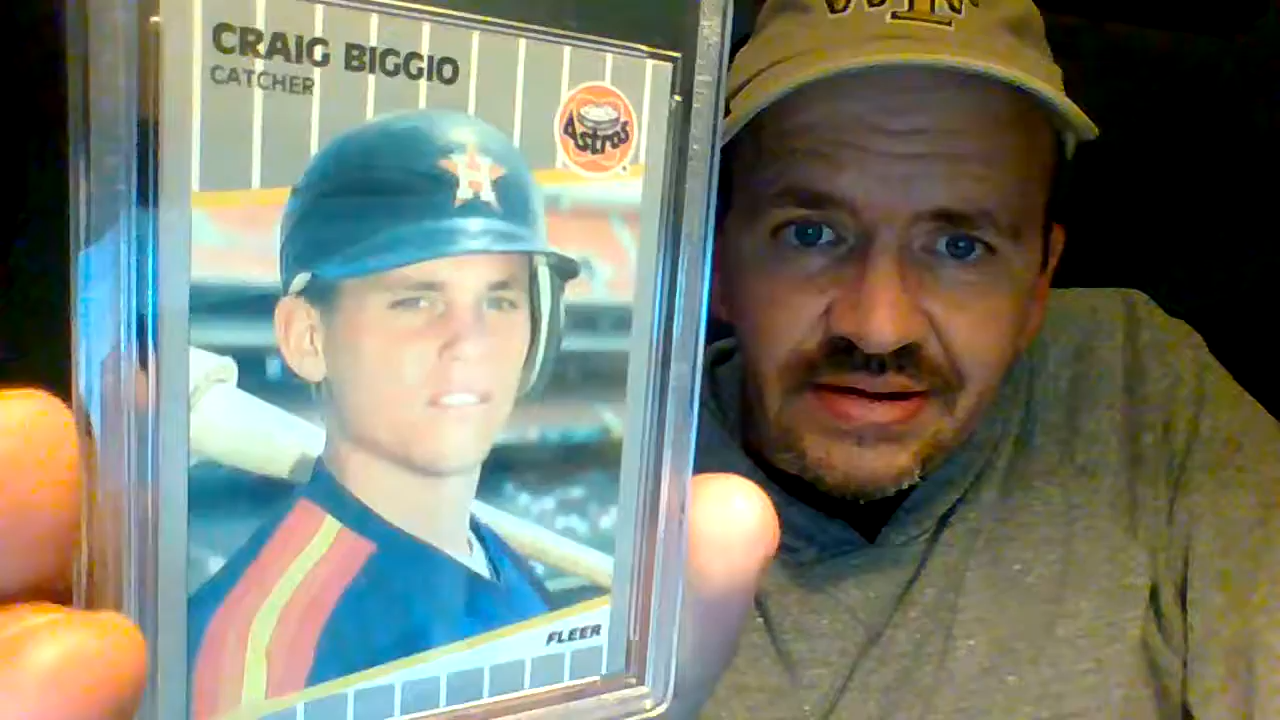 CRAIG BIGGIO
CATCHER
Astros
H
FLEER